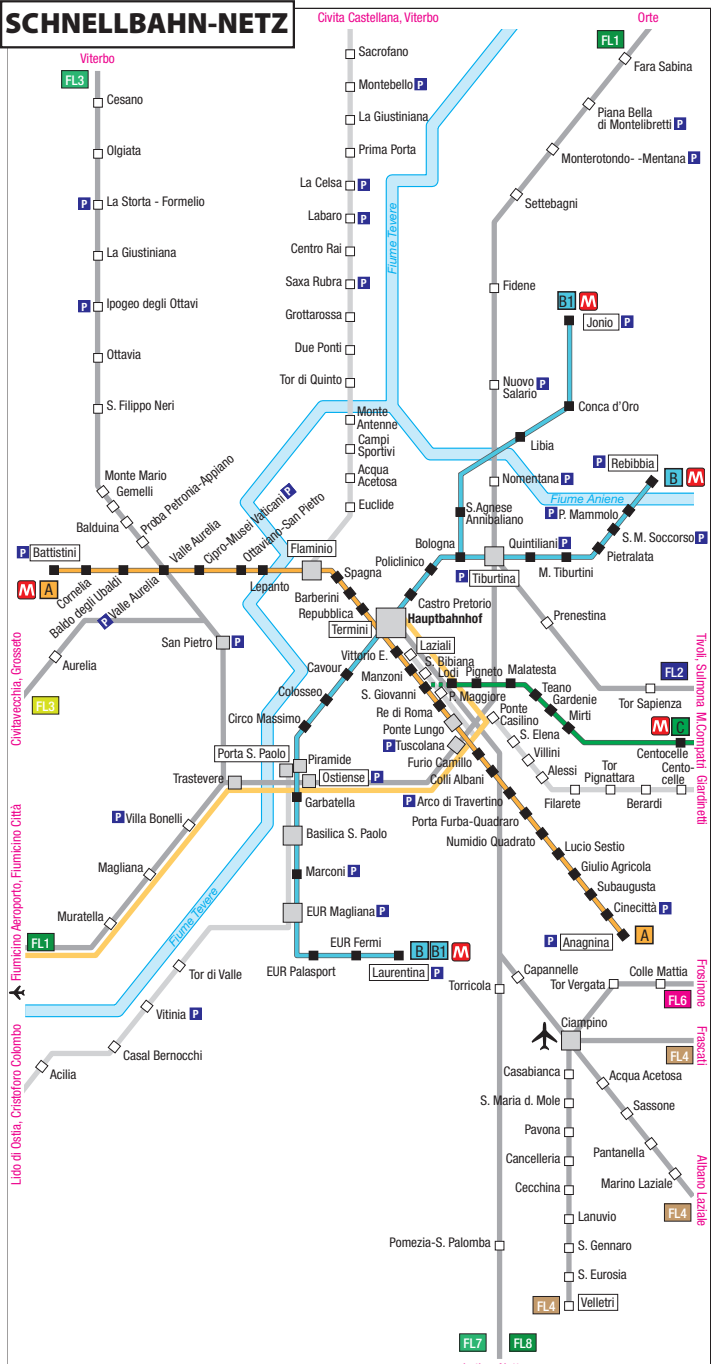 SCHNELLBAHN-NETZ
Civita Castellana, Viterbo
Orte
Viterbo
FL3
FL1
Cesano
Olgiata
P
La Storta - Formelio
La Giustiniana
P
Ipogeo degli Ottavi
Ottavia
S. Filippo Neri
Monte Mario
Gemelli
Balduina
Proba Petronia-Appiano
Sacrofano
Montebello P
La Giustiniana
Prima Porta
La Celsa P
Labaro P
Centro Rai
Saxa Rubra P
Grottarossa
Due Ponti
Tor di Quinto
Monte
Antenne
Campi
Sportivi
Acqua
Acetosa
Euclide
Fiume Tevere
Fara Sabina
Piana Bella
di Montelibretti P
Monterotondo- -Mentana P
Settebagni
Fidene
Nuovo
Salario P
Nomentana P
B1 M
Jonio P
Conca d'Oro
Libia
S.Agnese
Annibaliano
Bologna
P Rebibbia
B M
Fiume Aniene
P P. Mammolo
S. M. Soccorso P
Pietralata
Quintiliani P
M. Tiburtini
P Tiburtina
Policlinico
Castro Pretorio
Prenestina
FL2
Tor Sapienza
Tivoli, Sulmona
P Battistini
M A
Cornelia
Baldo degli Ubaldi
P Valle Aurelia
Valle Aurelia
Cipro-Musei Vaticani P
Ottaviano-San Pietro
Lepanto
Flaminio
Spagna
Barberini
Repubblica
Termini
Hauptbahnhof
Laziali
S. Bibiana
Vittorio E.
Manzoni
S. Giovanni
Re di Roma
Ponte Lungo
P Tuscolana
Furio Camillo
Colli Albani
P Arco di Travertino
Porta Furba-Quadraro
Numidio Quadrato
Lucio Sestio
Giulio Agricola
Subaugusta
Cinecittà P
P Anagnina
A
Lodi
Pigneto
Malatesta
P. Maggiore
Teano
Gardenie
Mirti
M C
Centocelle
M.Compatri
Ponte
Casilino
S. Elena
Villini
Alessi
Filarete
Tor
Pignattara
Berardi
Cento-
celle
Giardinetti
San Pietro P
Aurelia
FL3
Civitavecchia, Grosseto
Cavour
Colosseo
Circo Massimo
Porta S. Paolo
Piramide
Ostiense P
Trastevere
Garbatella
Basilica S. Paolo
Marconi P
EUR Magliana P
EUR Fermi
EUR Palasport
B B1 M
Laurentina P
P Villa Bonelli
Magliana
Muratella
FL1
Fiumicino Aeroporto, Fiumicino Città
Fiume Tevere
Tor di Valle
Vitinia P
Casal Bernocchi
Acilia
Lido di Ostia, Cristoforo Colombo
Torricola
Capannelle
Tor Vergata
Colle Mattia
FL6
Frosinone
Ciampino
FL4
Frascati
Casabianca
S. Maria d. Mole
Pavona
Cancelleria
Cecchina
Lanuvio
S. Gennaro
S. Eurosia
FL4
Velletri
Acqua Acetosa
Sassone
Pantanella
Marino Laziale
FL4
Albano Laziale
Pomezia-S. Palomba
FL7
FL8